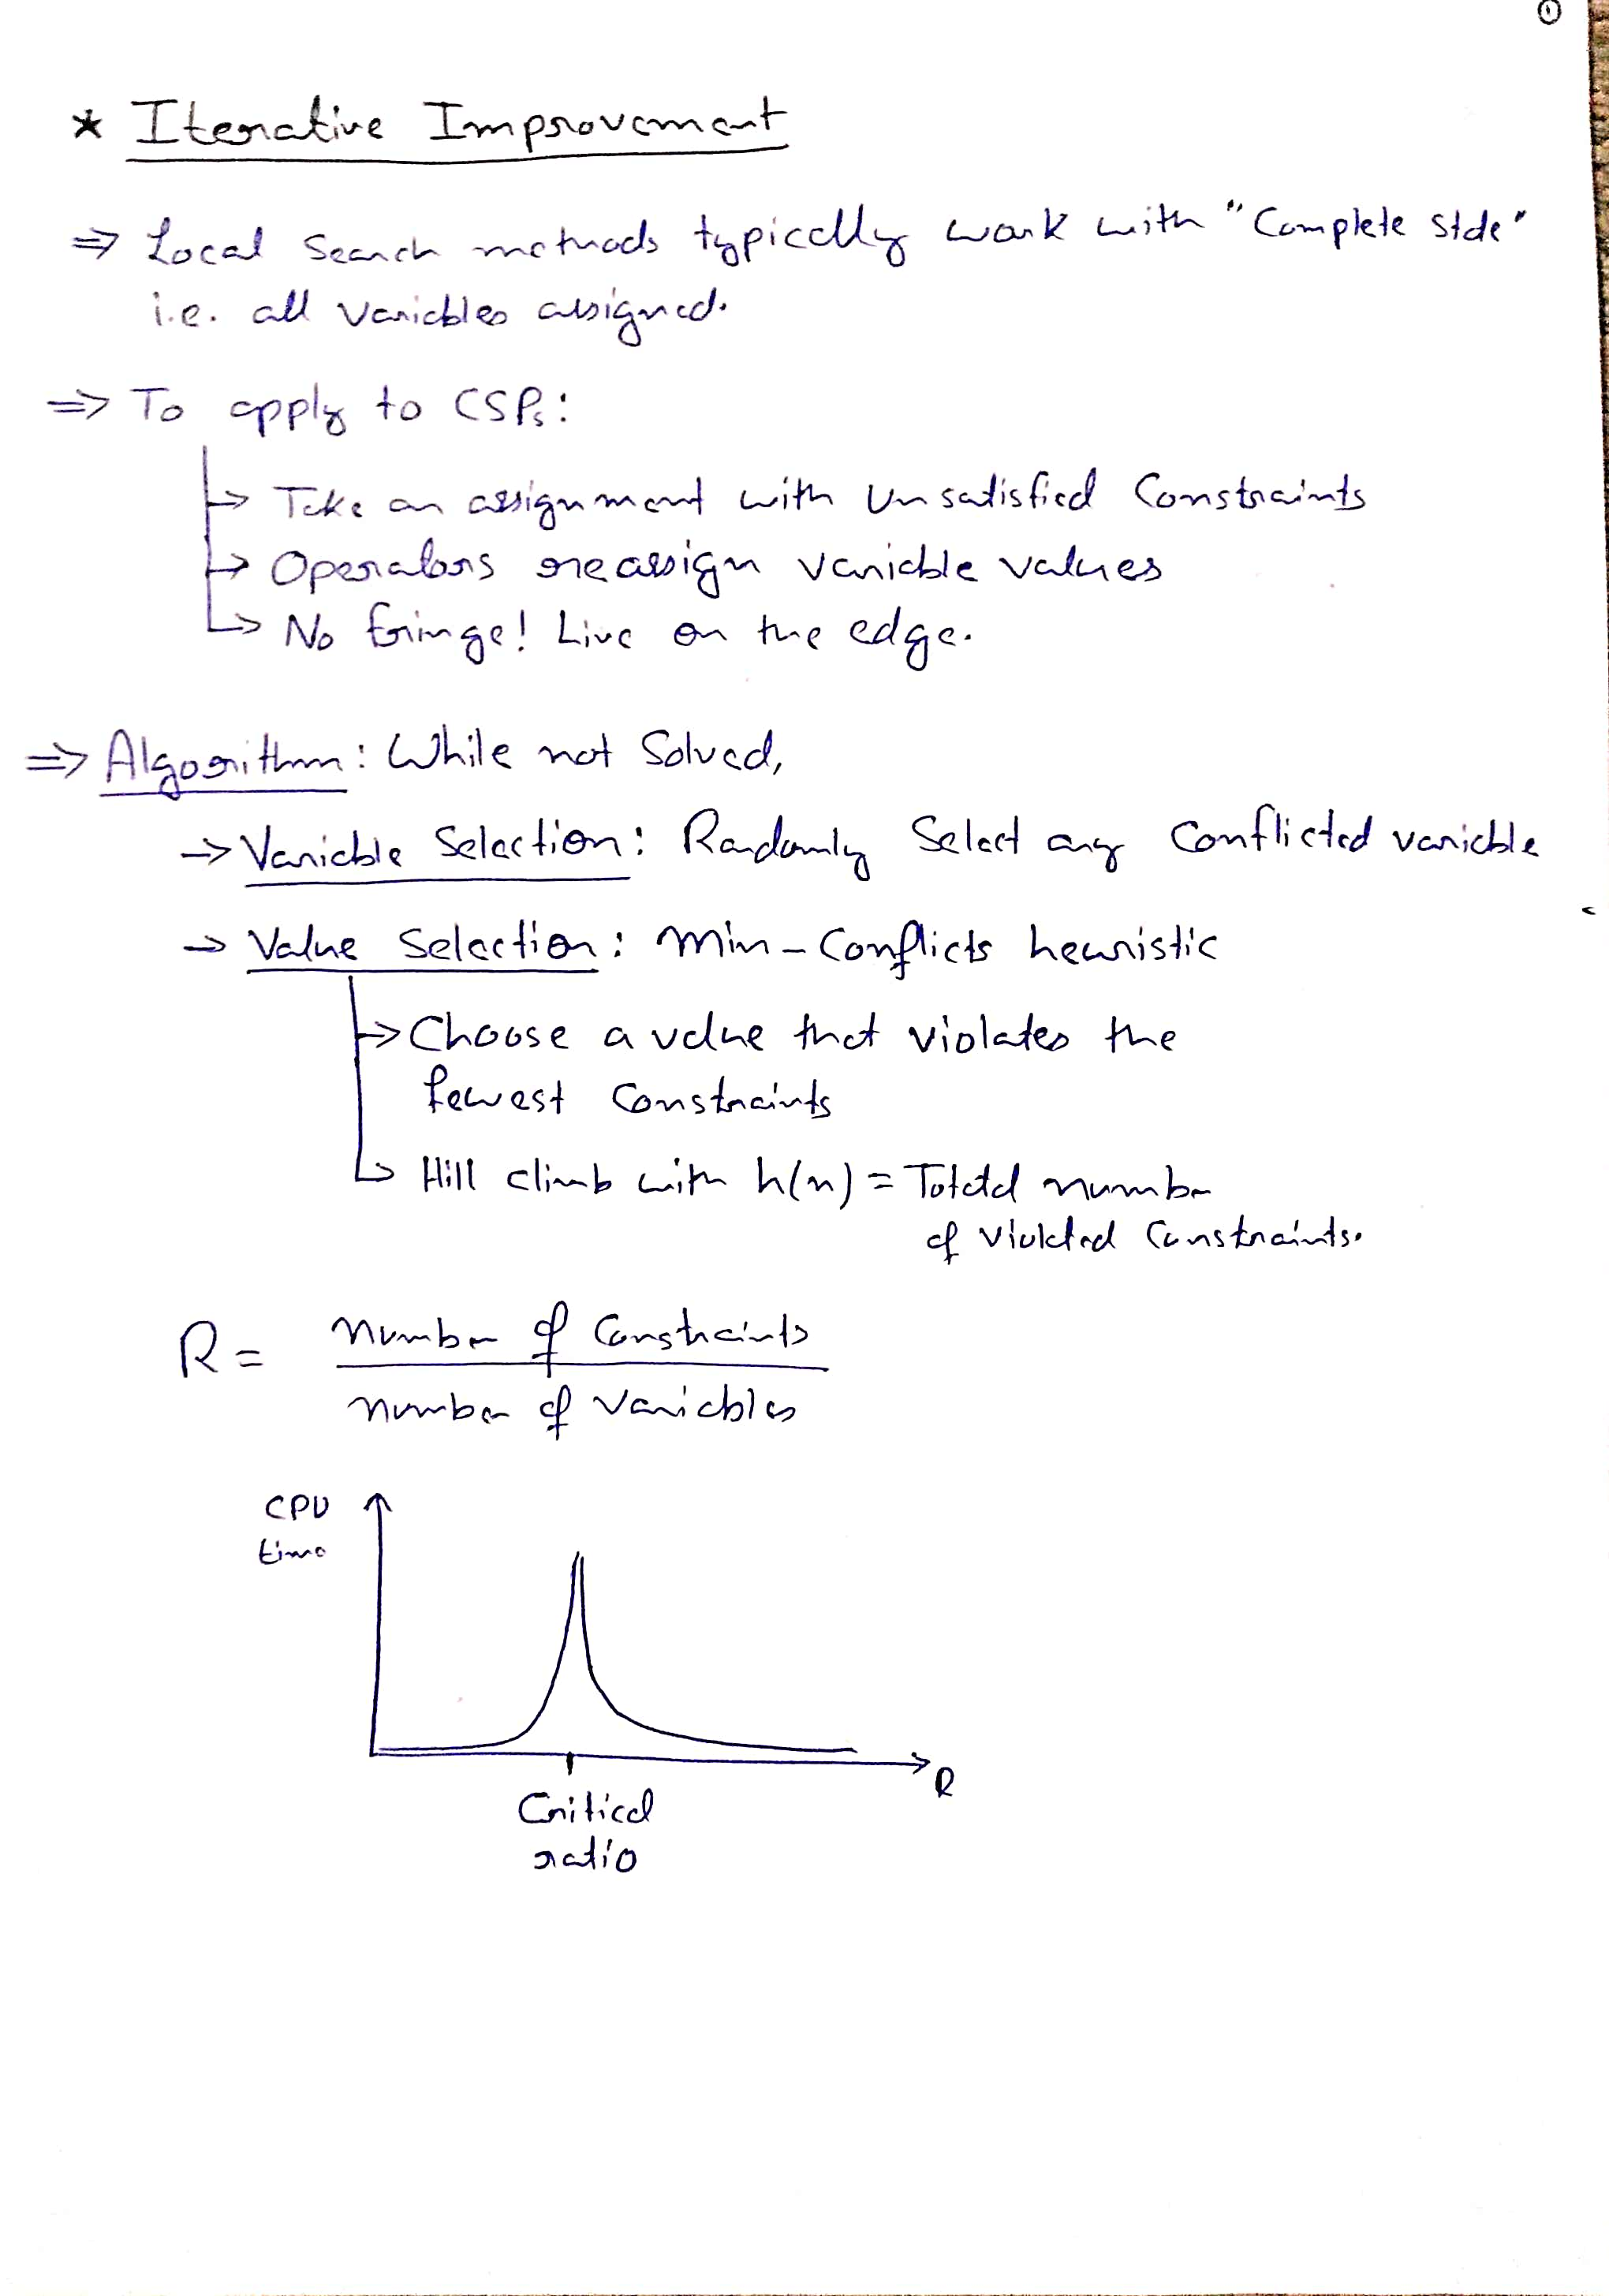 ①
* Iterative Improvement
⇒ Local Search methods typically work with "Complete State"
i.e. all variables assigned.
⇒ To apply to CSPs:
↳ Take an assignment with Unsatisfied Constraints
↳ Operators reassign variable values
↳ No fringe! Live on the edge.
⇒ Algorithm: While not Solved,
→ Variable Selection: Randomly Select any Conflicted variable
→ Value Selection: Min-Conflicts heuristic
↳ Choose a value that violates the
fewest Constraints
↳ Hill climb with h(n) = Total number
of violated Constraints.
R = Number of Constraints
Number of Variables
CPU
time
R
Critical
ratio